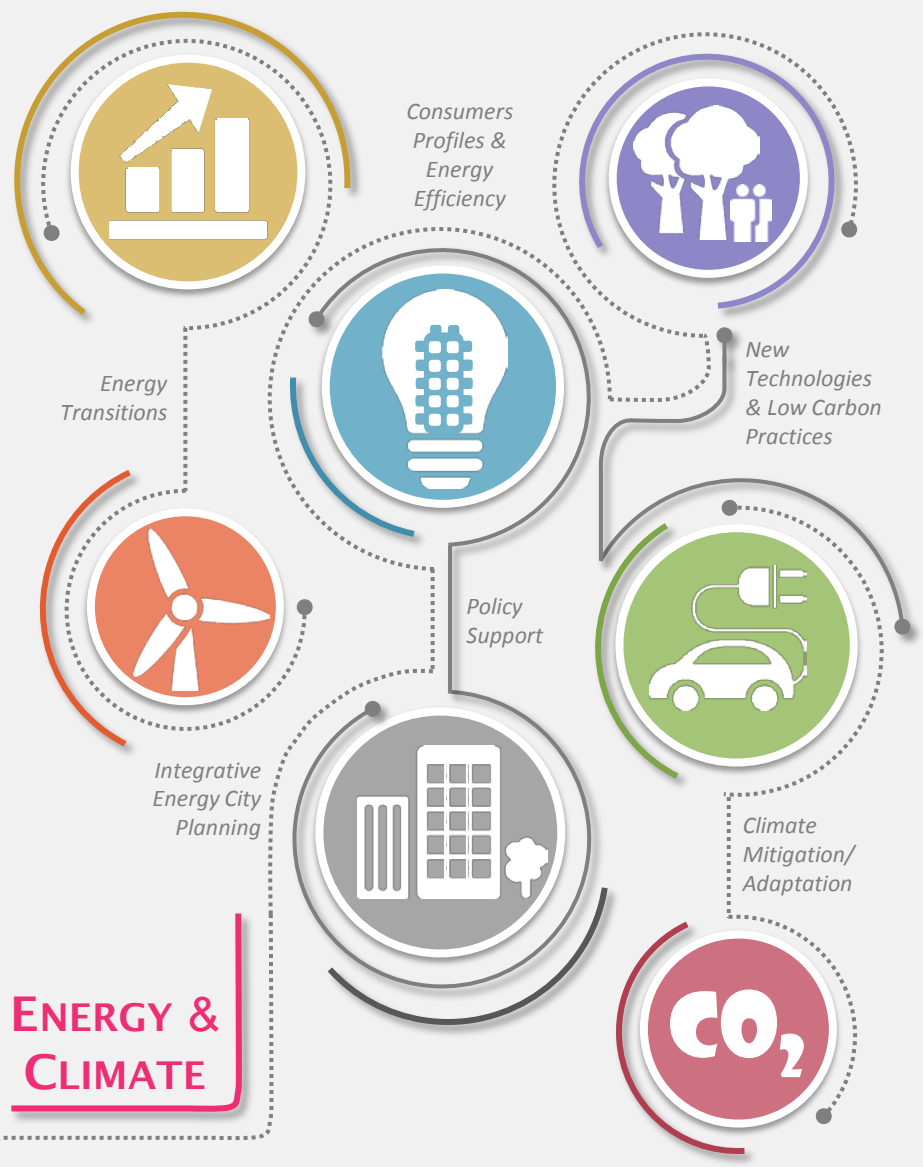 Consumers
Profiles &
Energy
Efficiency
New
Technologies
& Low Carbon
Practices
Energy
Transitions
Policy
Support
Integrative
Energy City
Planning
Climate
Mitigation/
Adaptation
ENERGY &
CLIMATE
CO₂